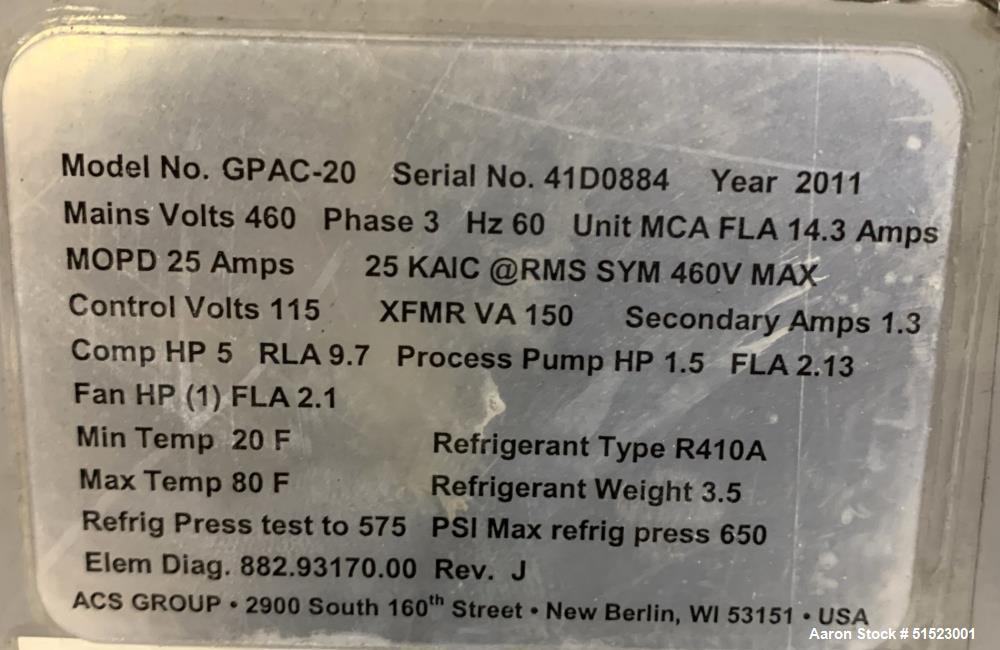 Model No. GPAC-20 Serial No. 41D0884 Year 2011
Mains Volts 460 Phase 3 Hz 60 Unit MCA FLA 14.3 Amps
MOPD 25 Amps 25 KAIC @RMS SYM 460V MAX
Control Volts 115 XFMR VA 150 Secondary Amps 1.3
Comp HP 5 RLA 9.7 Process Pump HP 1.5 FLA 2.13
Fan HP (1) FLA 2.1
Min Temp 20 F Refrigerant Type R410A
Max Temp 80 F Refrigerant Weight 3.5
Refrig Press test to 575 PSI Max refrig press 650
Elem Diag. 882.93170.00 Rev. J
ACS GROUP • 2900 South 160th Street • New Berlin, WI 53151 • USA
Aaron Stock # 51523001